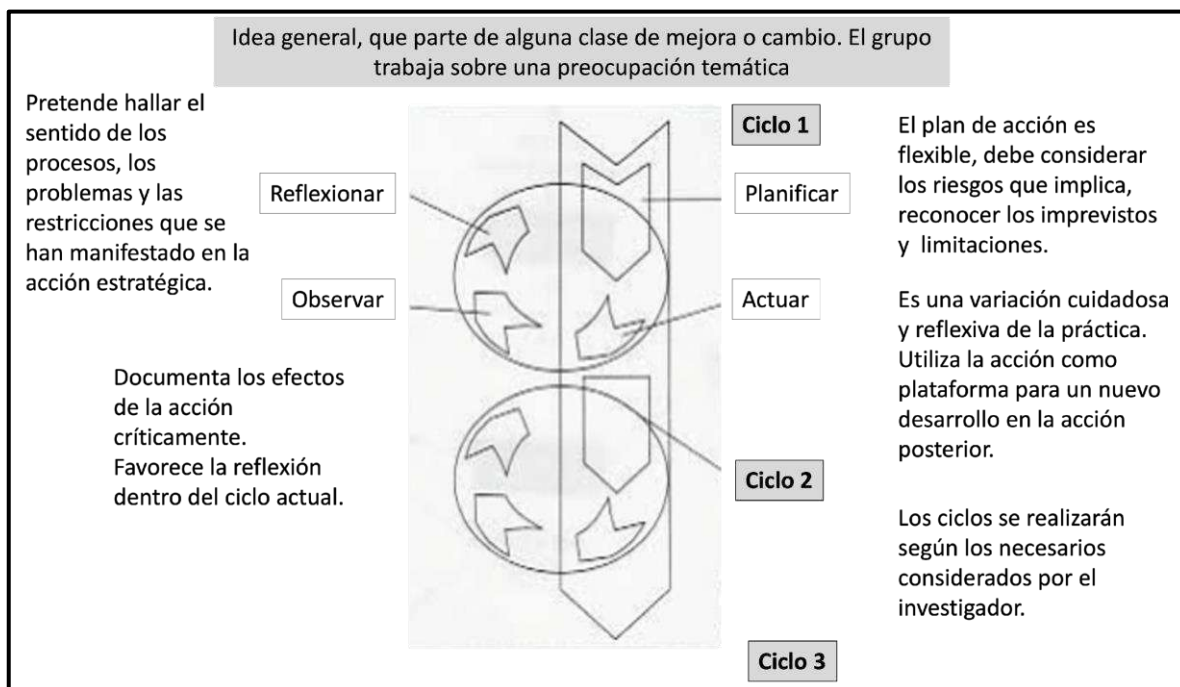 Idea general, que parte de alguna clase de mejora o cambio. El grupo
trabaja sobre una preocupación temática
Pretende hallar el
sentido de los
procesos, los
problemas y las
restricciones que se
han manifestado en la
acción estratégica.
Reflexionar
Observar
Documenta los efectos
de la acción
críticamente.
Favorece la reflexión
dentro del ciclo actual.
Ciclo 1
Planificar
Actuar
Ciclo 2
Ciclo 3
El plan de acción es
flexible, debe considerar
los riesgos que implica,
reconocer los imprevistos
y limitaciones.
Es una variación cuidadosa
y reflexiva de la práctica.
Utiliza la acción como
plataforma para un nuevo
desarrollo en la acción
posterior.
Los ciclos se realizarán
según los necesarios
considerados por el
investigador.